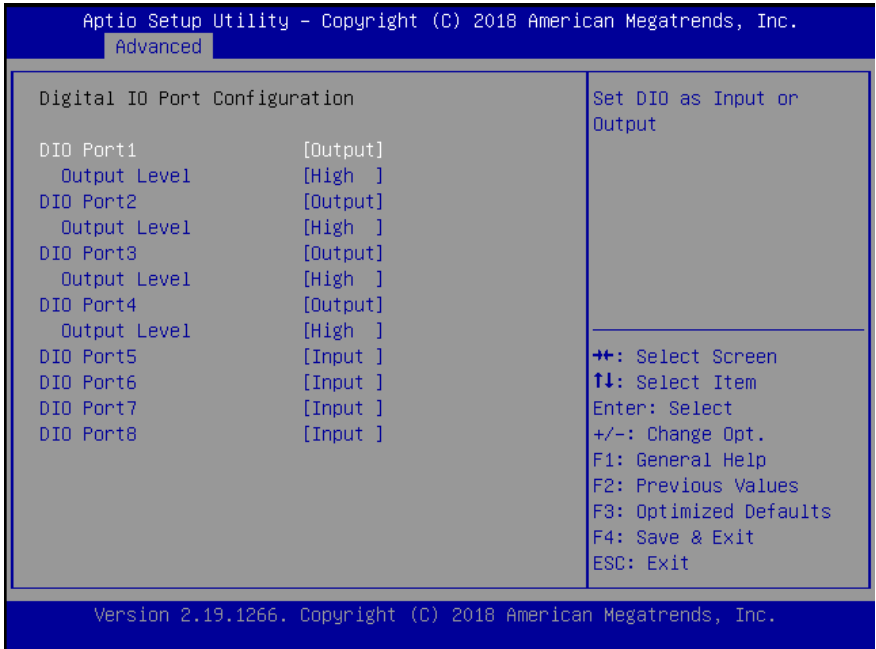 Aptio Setup Utility – Copyright (C) 2018 American Megatrends, Inc.
Advanced
Digital IO Port Configuration
DIO Port1 [Output]
Output Level [High ]
DIO Port2 [Output]
Output Level [High ]
DIO Port3 [Output]
Output Level [High ]
DIO Port4 [Output]
Output Level [High ]
DIO Port5 [Input ]
DIO Port6 [Input ]
DIO Port7 [Input ]
DIO Port8 [Input ]
Set DIO as Input or
Output
→←: Select Screen
↑↓: Select Item
Enter: Select
+/-: Change Opt.
F1: General Help
F2: Previous Values
F3: Optimized Defaults
F4: Save & Exit
ESC: Exit
Version 2.19.1266. Copyright (C) 2018 American Megatrends, Inc.